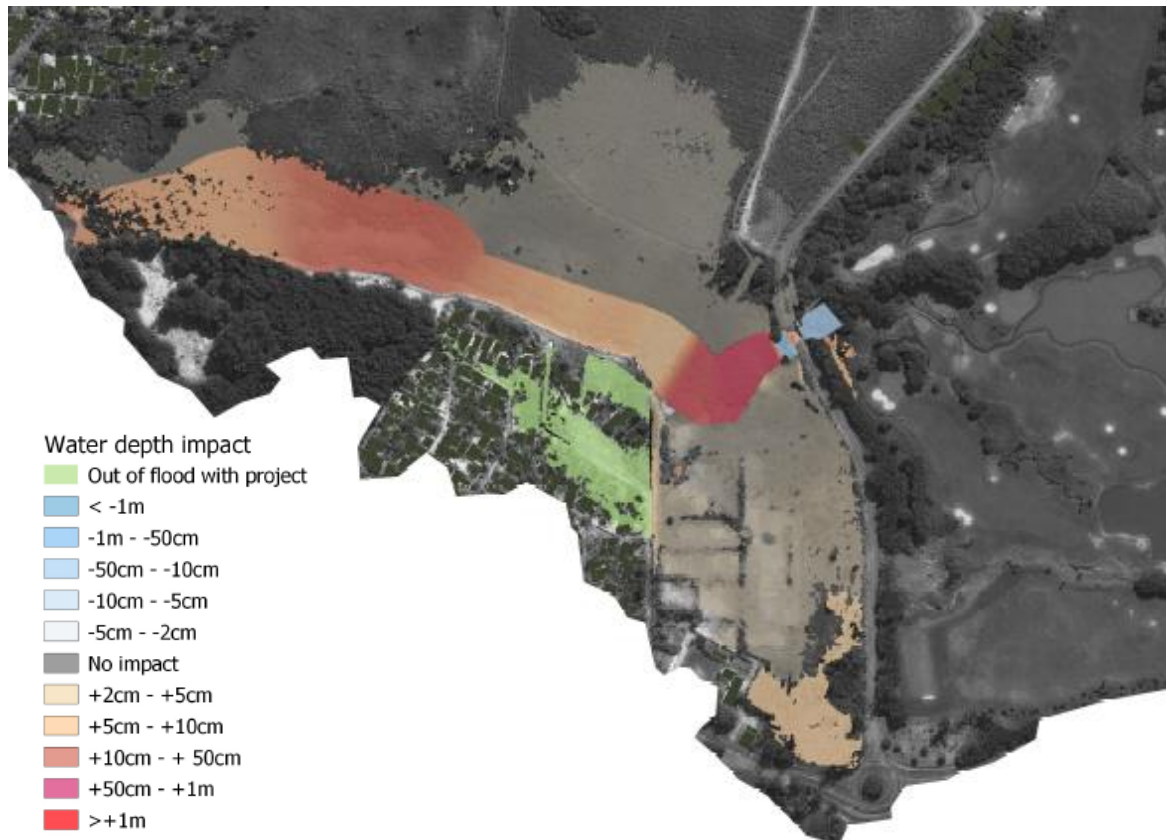 Water depth impact
Out of flood with project
< -1m
-1m - -50cm
-50cm - -10cm
-10cm - -5cm
-5cm - -2cm
No impact
+2cm - +5cm
+5cm - +10cm
+10cm - + 50cm
+50cm - +1m
>+1m